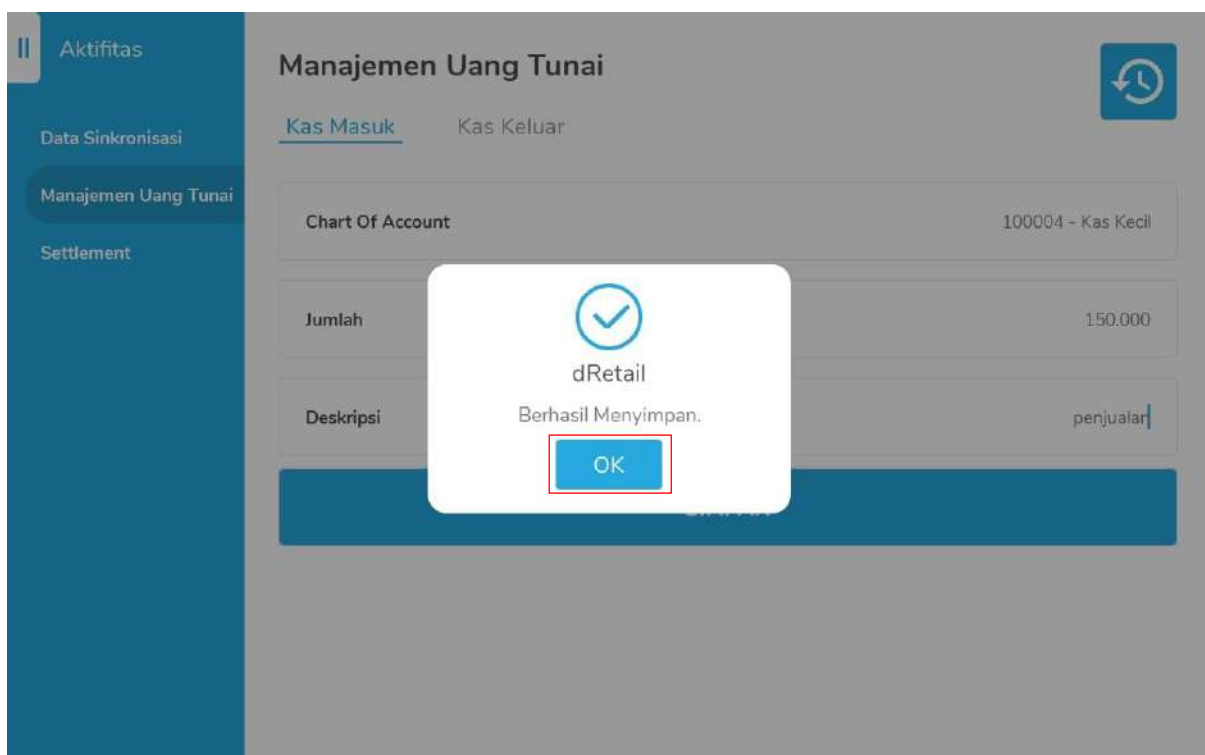 Aktifitas
Data Sinkronisasi
Manajemen Uang Tunai
Settlement
Manajemen Uang Tunai
Kas Masuk Kas Keluar
Chart Of Account 100004 - Kas Kecil
Jumlah 150.000
Deskripsi penjualan
dRetail
Berhasil Menyimpan.
OK